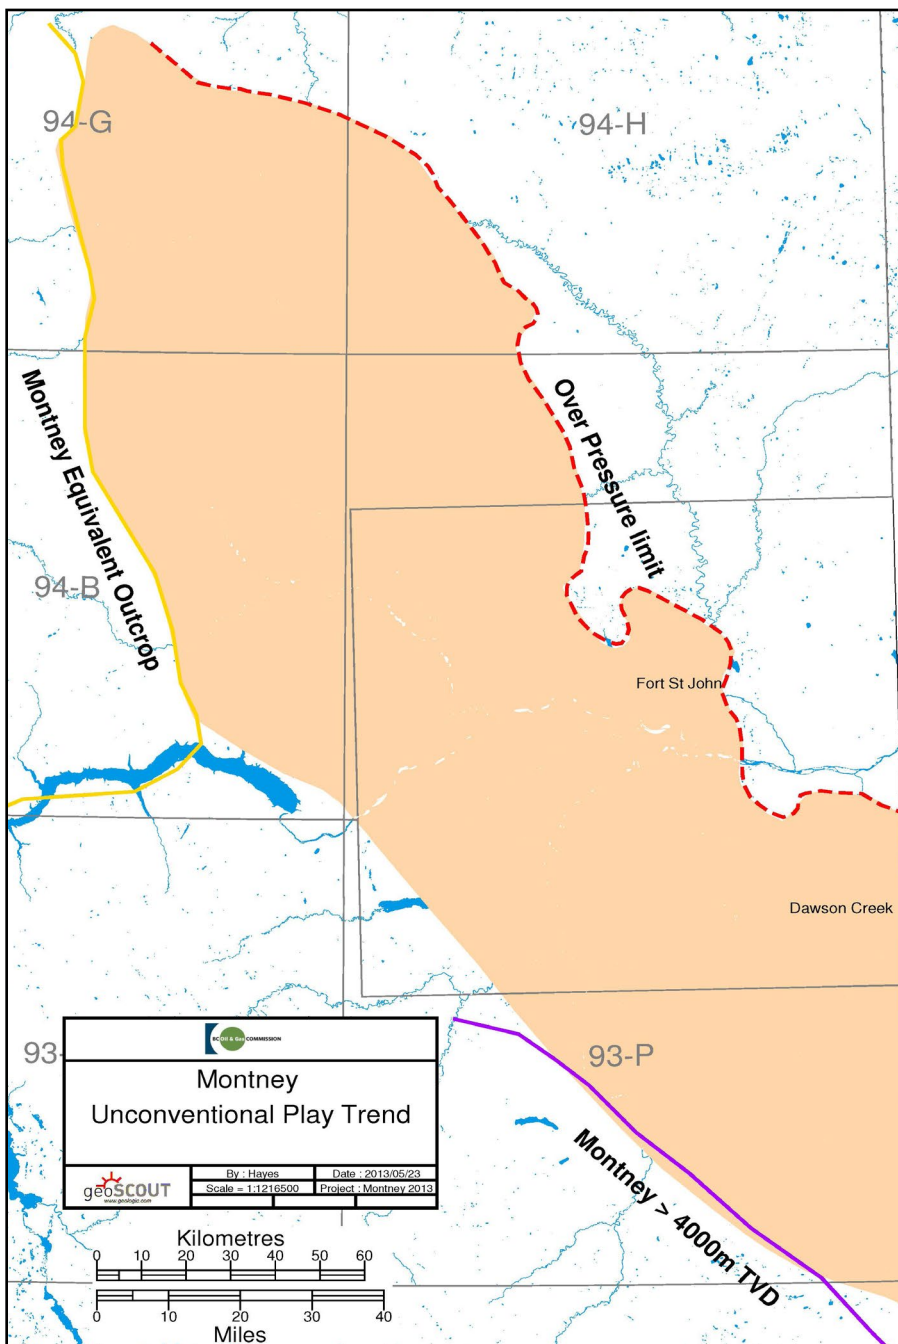 94-G
94-H
Over Pressure limit
Montney Equivalent Outcrop
94-B
Fort St John
Dawson Creek
BC Oil & Gas COMMISSION
93-
93-P
Montney
Unconventional Play Trend
Montney > 4000m TVD
geoSCOUT
www.geologic.com
By : Hayes
Date : 2013/05/23
Scale = 1:1216500
Project : Montney 2013
Kilometres
0 10 20 30 40 50 60
0 10 20 30 40
Miles